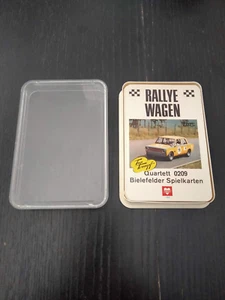 RALLYE
WAGEN
Quartett 0209
Bielefelder Spielkarten